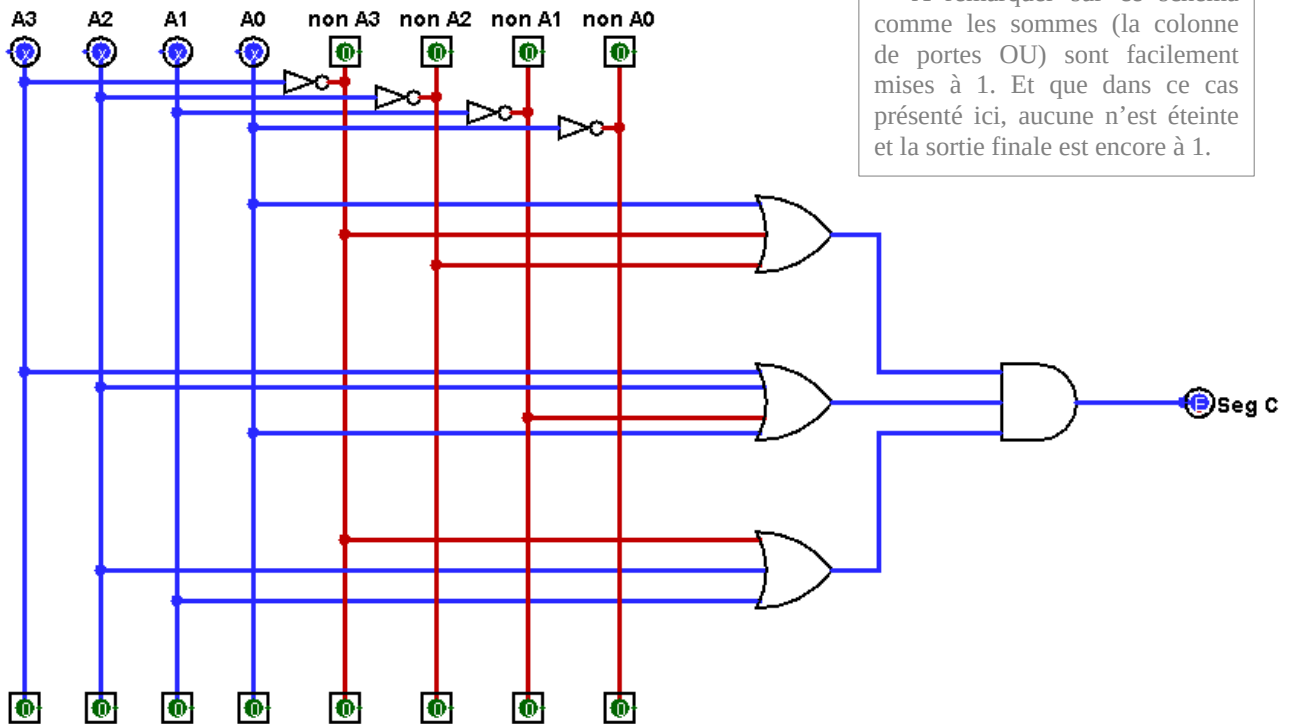 A3 A2 A1 A0 non A3 non A2 non A1 non A0
comme les sommes (la colonne
de portes OU) sont facilement
mises à 1. Et que dans ce cas
présenté ici, aucune n’est éteinte
et la sortie finale est encore à 1.
Seg C